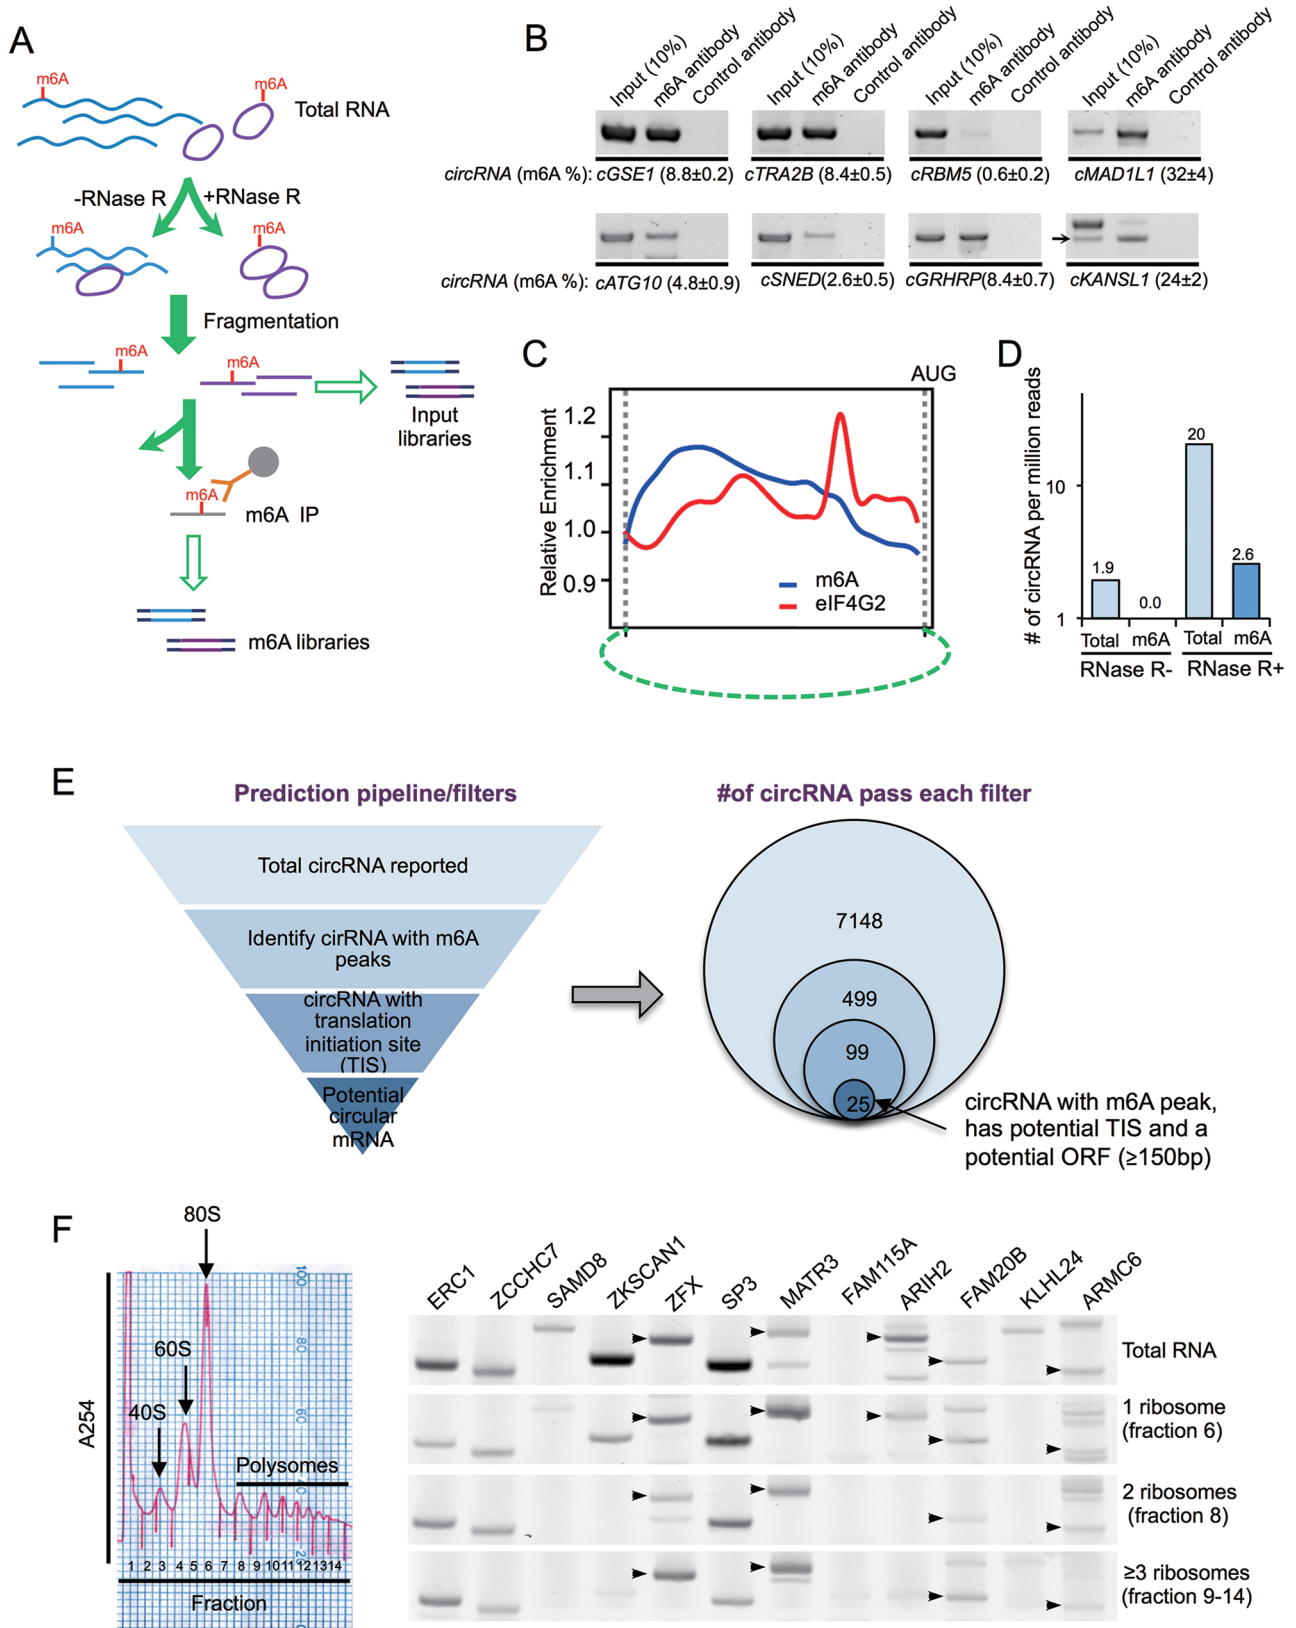 A
m6A
m6A
Total RNA
-RNase R
+RNase R
m6A
m6A
Fragmentation
m6A
m6A
Input
libraries
m6A
m6A IP
m6A libraries
B
Input (10%)
m6A antibody
Control antibody
Input (10%)
m6A antibody
Control antibody
Input (10%)
m6A antibody
Control antibody
Input (10%)
m6A antibody
Control antibody
circRNA (m6A %): cGSE1 (8.8±0.2) cTRA2B (8.4±0.5) cRBM5 (0.6±0.2) cMAD1L1 (32±4)
circRNA (m6A %): cATG10 (4.8±0.9) cSNED(2.6±0.5) cGRHRP(8.4±0.7) cKANSL1 (24±2)
C
AUG
Relative Enrichment
1.2
1.1
1.0
0.9
m6A
eIF4G2
D
# of circRNA per million reads
10
1
1.9
0.0
20
2.6
Total m6A Total m6A
RNase R- RNase R+
E
Prediction pipeline/filters
Total circRNA reported
Identify cirRNA with m6A
peaks
circRNA with
translation
initiation site
(TIS)
Potential
circular
mRNA
#of circRNA pass each filter
7148
499
99
25
circRNA with m6A peak,
has potential TIS and a
potential ORF (≥150bp)
F
80S
60S
40S
Polysomes
A254
100
80
60
20
1 2 3 4 5 6 7 8 9 10 11 12 13 14
Fraction
ERC1
ZCCHC7
SAMD8
ZKSCAN1
ZFX
SP3
MATR3
FAM115A
ARIH2
FAM20B
KLHL24
ARMC6
Total RNA
1 ribosome
(fraction 6)
2 ribosomes
(fraction 8)
≥3 ribosomes
(fraction 9-14)